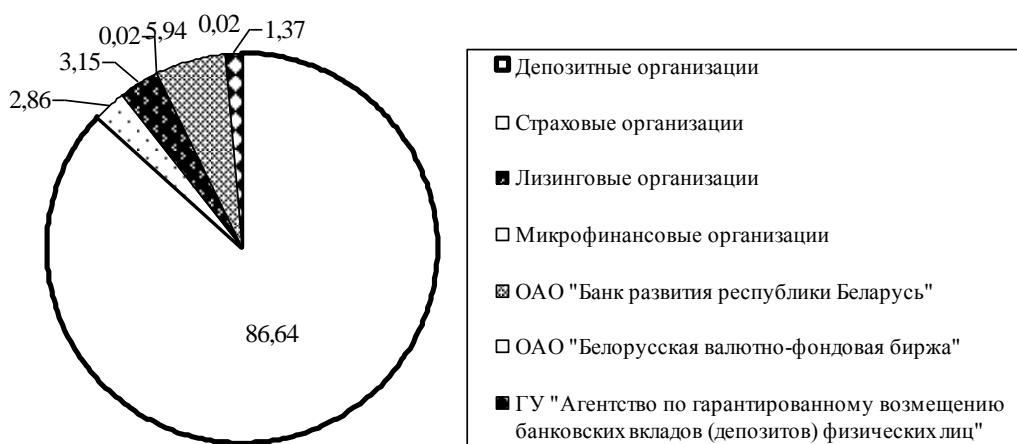 0,02 5,94 0,02 1,37
3,15
2,86
86,64
Депозитные организации
Страховые организации
Лизинговые организации
Микрофинансовые организации
ОАО "Банк развития республики Беларусь"
ОАО "Белорусская валютно-фондовая биржа"
ГУ "Агентство по гарантированному возмещению
банковских вкладов (депозитов) физических лиц"